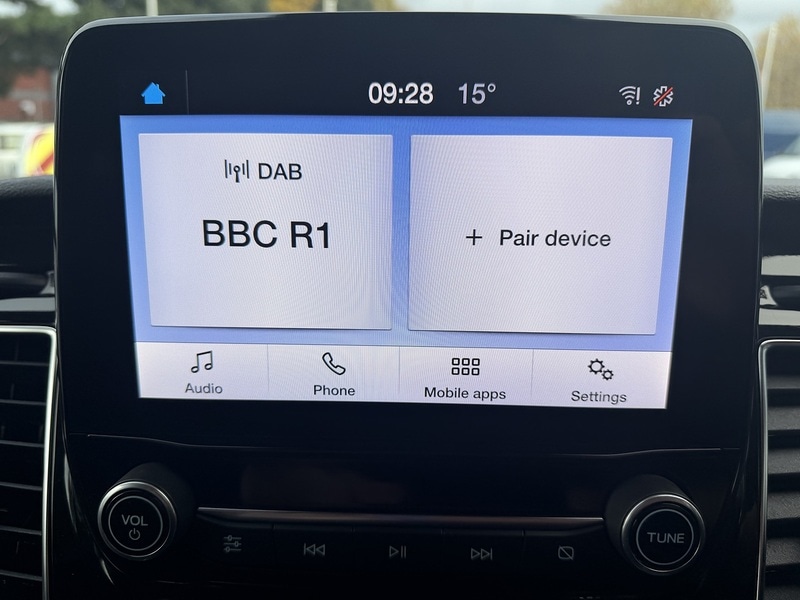 09:28 15°
DAB
BBC R1
+ Pair device
Audio
Phone
Mobile apps
Settings
VOL
TUNE